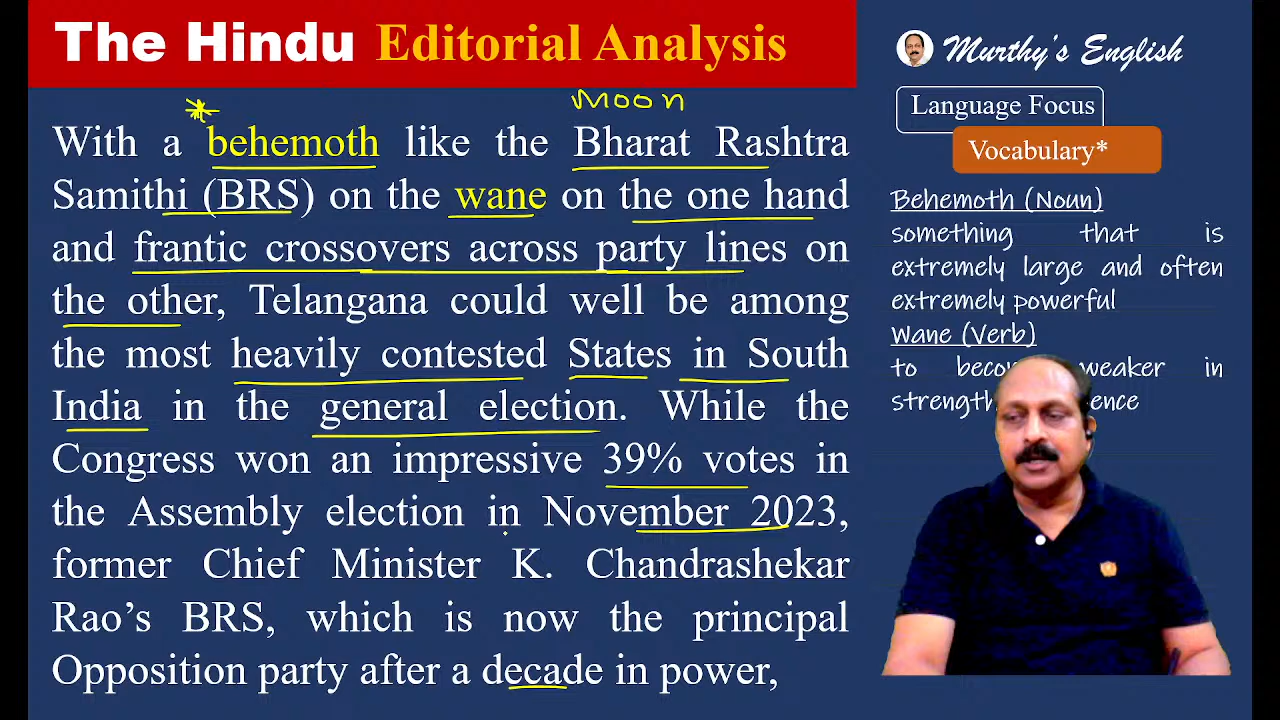 The Hindu Editorial Analysis
Murthy's English
Language Focus
Vocabulary*
moon
With a behemoth like the Bharat Rashtra
Samithi (BRS) on the wane on the one hand
and frantic crossovers across party lines on
the other, Telangana could well be among
the most heavily contested States in South
India in the general election. While the
Congress won an impressive 39% votes in
the Assembly election in November 2023,
former Chief Minister K. Chandrashekar
Rao's BRS, which is now the principal
Opposition party after a decade in power,
Behemoth (Noun)
something that is
extremely large and often
extremely powerful
Wane (Verb)
to weaker in